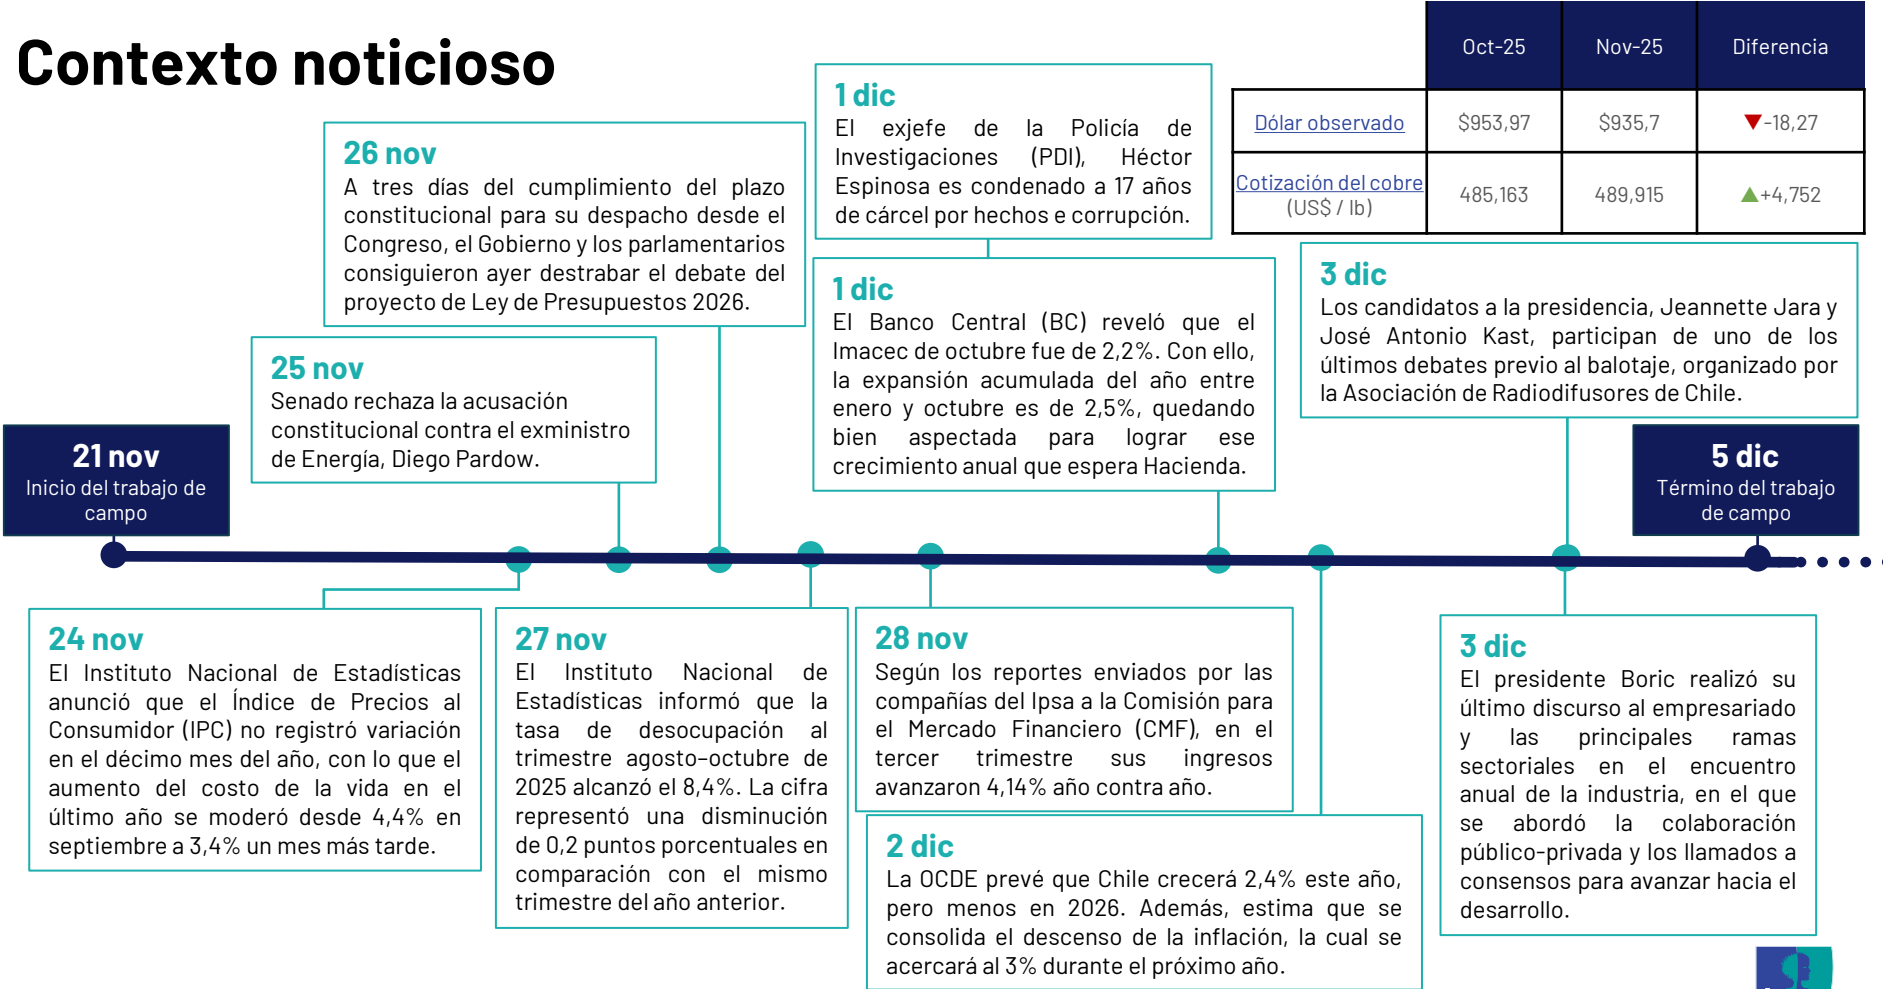 Contexto noticioso
Oct-25 Nov-25 Diferencia
Dólar observado $953,97 $935,7 ▼-18,27
Cotización del cobre
(US$ / lb) 485,163 489,915 ▲+4,752
21 nov
Inicio del trabajo de
campo
25 nov
Senado rechaza la acusación
constitucional contra el exministro
de Energía, Diego Pardow.
26 nov
A tres días del cumplimiento del plazo
constitucional para su despacho desde el
Congreso, el Gobierno y los parlamentarios
consiguieron ayer destrabar el debate del
proyecto de Ley de Presupuestos 2026.
1 dic
El exjefe de la Policía de
Investigaciones (PDI), Héctor
Espinosa es condenado a 17 años
de cárcel por hechos e corrupción.
1 dic
El Banco Central (BC) reveló que el
Imacec de octubre fue de 2,2%. Con ello,
la expansión acumulada del año entre
enero y octubre es de 2,5%, quedando
bien aspectada para lograr ese
crecimiento anual que espera Hacienda.
3 dic
Los candidatos a la presidencia, Jeannette Jara y
José Antonio Kast, participan de uno de los
últimos debates previo al balotaje, organizado por
la Asociación de Radiodifusores de Chile.
5 dic
Término del trabajo
de campo
24 nov
El Instituto Nacional de Estadísticas
anunció que el Índice de Precios al
Consumidor (IPC) no registró variación
en el décimo mes del año, con lo que el
aumento del costo de la vida en el
último año se moderó desde 4,4% en
septiembre a 3,4% un mes más tarde.
27 nov
El Instituto Nacional de
Estadísticas informó que la
tasa de desocupación al
trimestre agosto–octubre de
2025 alcanzó el 8,4%. La cifra
representó una disminución
de 0,2 puntos porcentuales en
comparación con el mismo
trimestre del año anterior.
28 nov
Según los reportes enviados por las
compañías del Ipsa a la Comisión para
el Mercado Financiero (CMF), en el
tercer trimestre sus ingresos
avanzaron 4,14% año contra año.
2 dic
La OCDE prevé que Chile crecerá 2,4% este año,
pero menos en 2026. Además, estima que se
consolida el descenso de la inflación, la cual se
acercará al 3% durante el próximo año.
3 dic
El presidente Boric realizó su
último discurso al empresariado
y las principales ramas
sectoriales en el encuentro
anual de la industria, en el que
se abordó la colaboración
público-privada y los llamados a
consensos para avanzar hacia el
desarrollo.